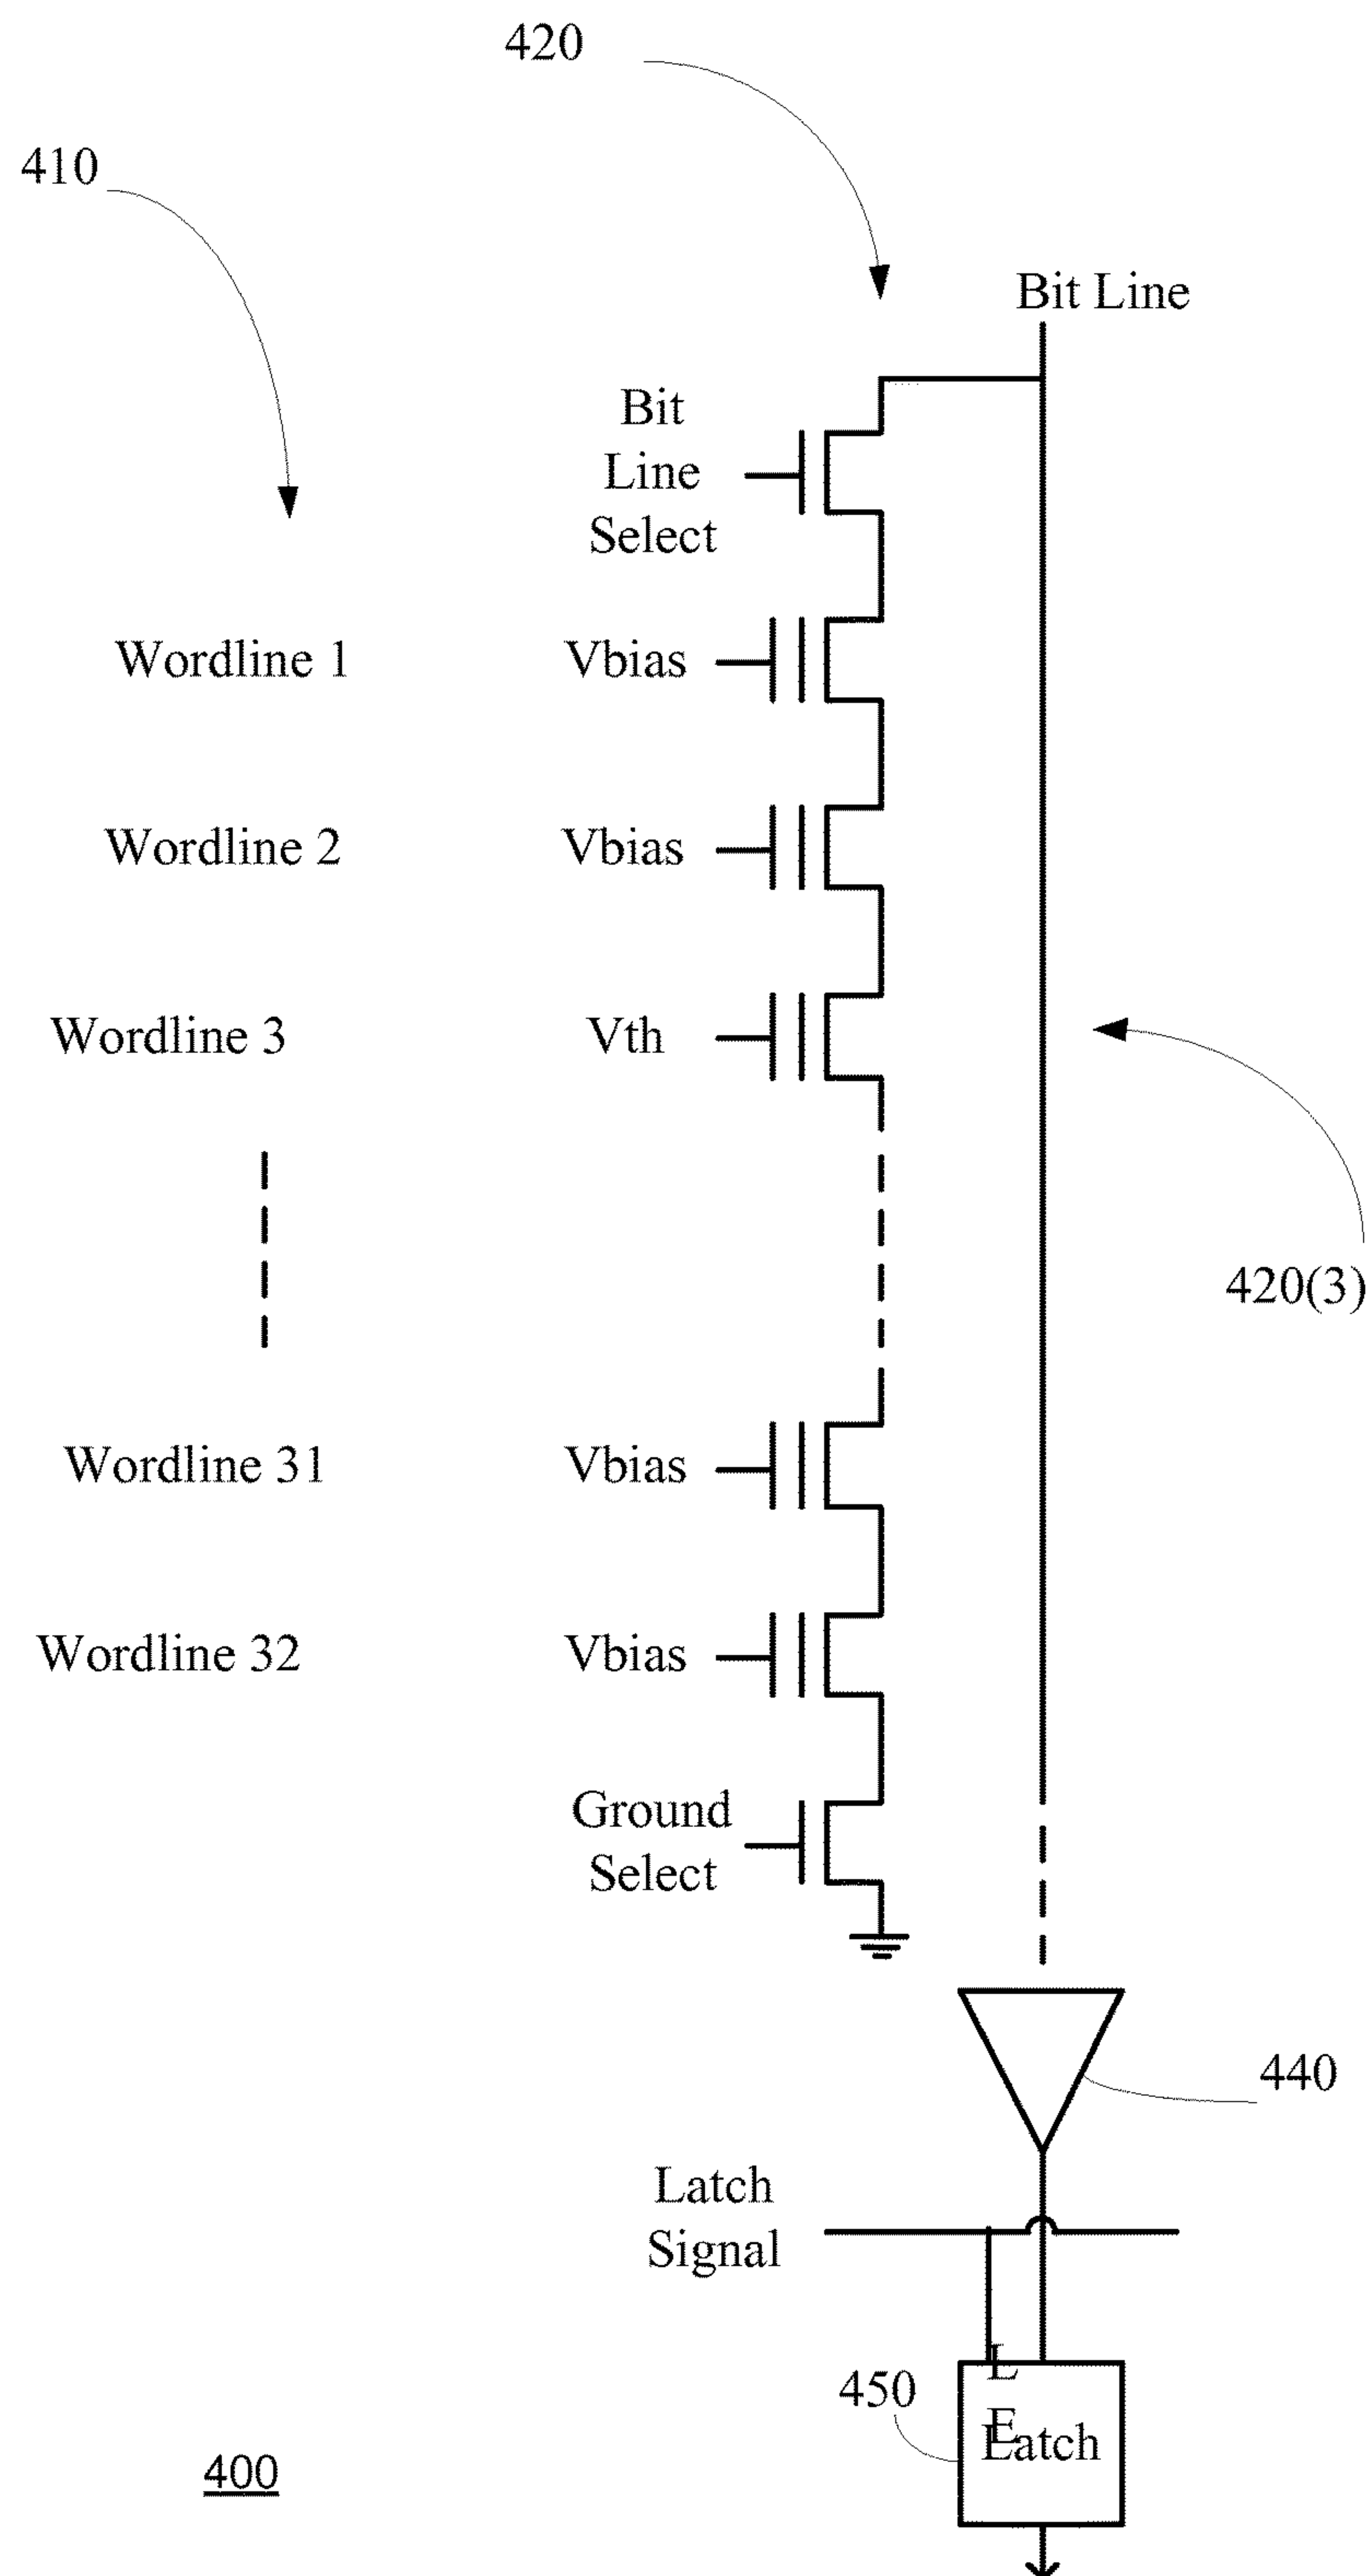 420
410
Bit Line
Bit
Line
Select
Wordline 1 Vbias
Wordline 2 Vbias
Wordline 3 Vth
420(3)
Wordline 31 Vbias
Wordline 32 Vbias
Ground
Select
440
Latch
Signal
L
E
450
Latch
400